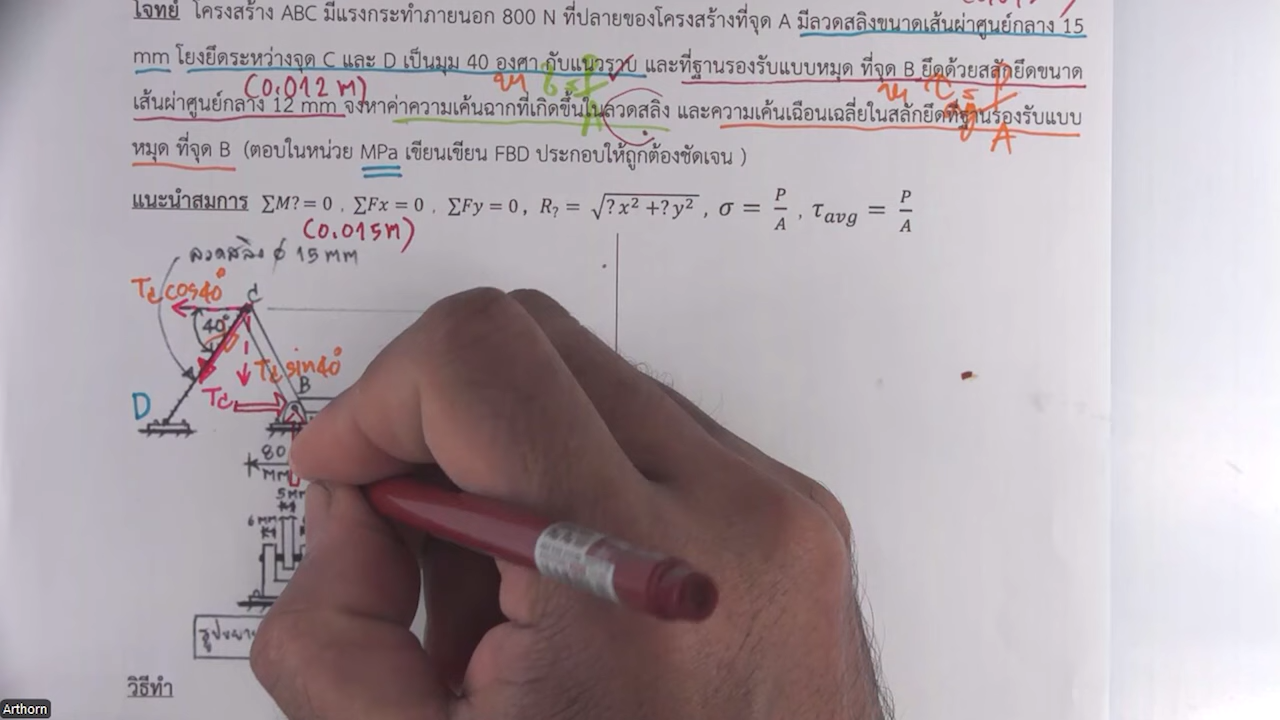 โจทย์ โครงสร้าง ABC มีแรงกระทำภายนอก 800 N ที่ปลายของโครงสร้างที่จุด A มีลวดสลิงขนาดเส้นผ่าศูนย์กลาง 15
mm โยงยึดระหว่างจุด C และ D เป็นมุม 40 องศา กับแนวราบ และที่ฐานรองรับแบบหมุด ที่จุด B ยึดด้วยสลักยึดขนาด
(0.012 m)
เส้นผ่าศูนย์กลาง 12 mm จงหาค่าความเค้นฉากที่เกิดขึ้นในลวดสลิง และความเค้นเฉือนเฉลี่ยในสลักยึดที่ฐานรองรับแบบ
หมุด ที่จุด B (ตอบในหน่วย MPa เขียนเขียน FBD ประกอบให้ถูกต้องชัดเจน )
แนะนำสมการ ∑M? = 0 , ∑Fx = 0 , ∑Fy = 0, R? = √?x² +?y² , σ = P/A , τavg = P/A
(0.015m)
ลวดสลิง ϕ 15 mm
Tc cos40°
C
40°
Tc sin40°
B
D
Tc
80
mm
5mm
6mm
วิธีทำ
Arthorn